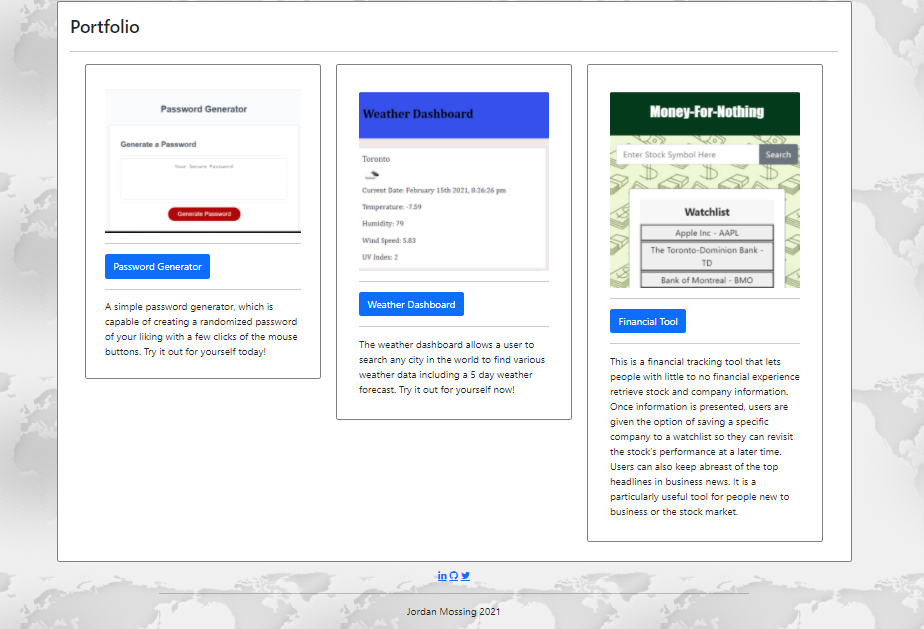 Portfolio
Password Generator
Generate a Password
Your Secure Password
Generate Password
Password Generator
A simple password generator, which is
capable of creating a randomized password
of your liking with a few clicks of the mouse
buttons. Try it out for yourself today!
Weather Dashboard
Toronto
Current Date: February 15th 2021, 8:26:26 pm
Temperature: -7.59
Humidity: 79
Wind Speed: 5.83
UV Index: 2
Weather Dashboard
The weather dashboard allows a user to
search any city in the world to find various
weather data including a 5 day weather
forecast. Try it out for yourself now!
Money-For-Nothing
Enter Stock Symbol Here
Search
Watchlist
Apple Inc - AAPL
The Toronto-Dominion Bank -
TD
Bank of Montreal - BMO
Financial Tool
This is a financial tracking tool that lets
people with little to no financial experience
retrieve stock and company information.
Once information is presented, users are
given the option of saving a specific
company to a watchlist so they can revisit
the stock's performance at a later time.
Users can also keep abreast of the top
headlines in business news. It is a
particularly useful tool for people new to
business or the stock market.
in
Jordan Mossing 2021